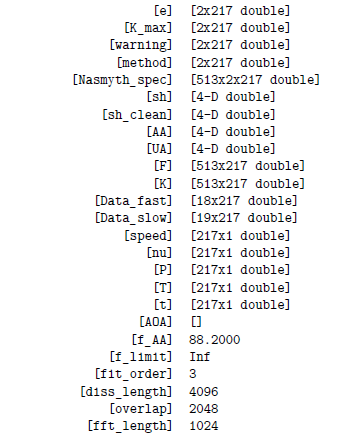 [e] [2x217 double]
[K_max] [2x217 double]
[warning] [2x217 double]
[method] [2x217 double]
[Nasmyth_spec] [513x2x217 double]
[sh] [4-D double]
[sh_clean] [4-D double]
[AA] [4-D double]
[UA] [4-D double]
[F] [513x217 double]
[K] [513x217 double]
[Data_fast] [18x217 double]
[Data_slow] [19x217 double]
[speed] [217x1 double]
[nu] [217x1 double]
[P] [217x1 double]
[T] [217x1 double]
[t] [217x1 double]
[AOA] []
[f_AA] 88.2000
[f_limit] Inf
[fit_order] 3
[diss_length] 4096
[overlap] 2048
[fft_length] 1024